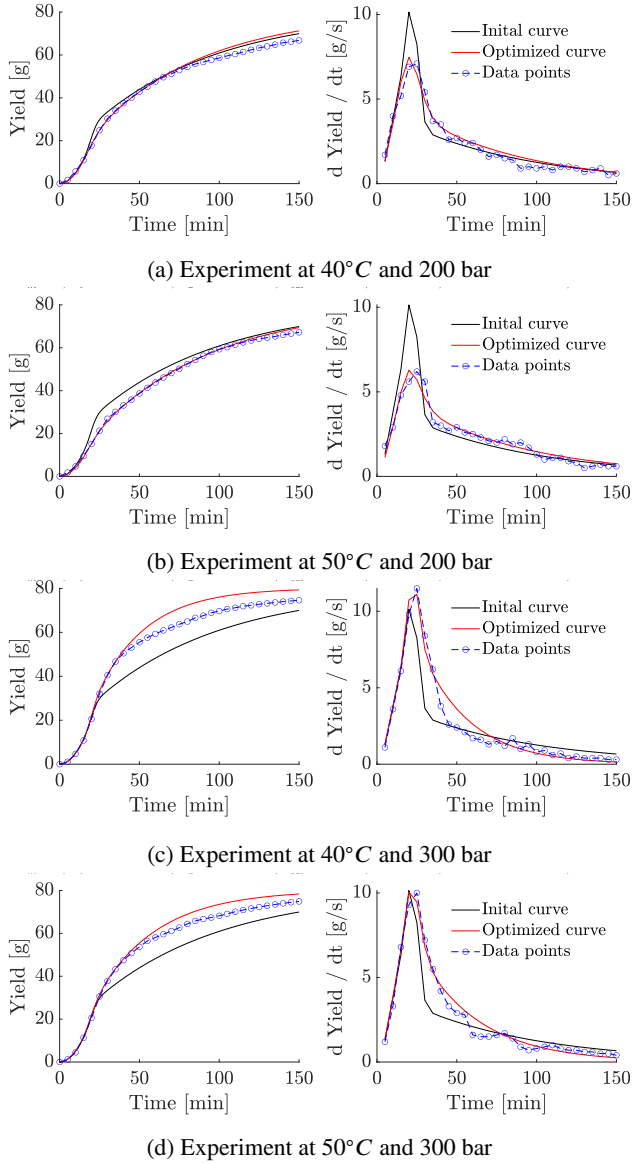 80
60
40
20
0
Yield [g]
0 50 100 150
Time [min]
10
5
0
d Yield / dt [g/s]
Inital curve
Optimized curve
Data points
0 50 100 150
Time [min]
(a) Experiment at 40°C and 200 bar
80
60
40
20
0
Yield [g]
0 50 100 150
Time [min]
10
5
0
d Yield / dt [g/s]
Inital curve
Optimized curve
Data points
0 50 100 150
Time [min]
(b) Experiment at 50°C and 200 bar
80
60
40
20
0
Yield [g]
0 50 100 150
Time [min]
10
5
0
d Yield / dt [g/s]
Inital curve
Optimized curve
Data points
0 50 100 150
Time [min]
(c) Experiment at 40°C and 300 bar
80
60
40
20
0
Yield [g]
0 50 100 150
Time [min]
10
5
0
d Yield / dt [g/s]
Inital curve
Optimized curve
Data points
0 50 100 150
Time [min]
(d) Experiment at 50°C and 300 bar